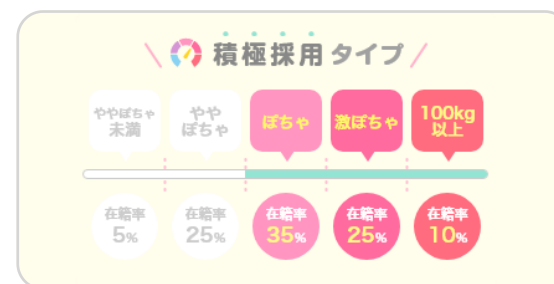 積極採用タイプ
ややぽちゃ
未満
やや
ぽちゃ
ぽちゃ
激ぽちゃ
100kg
以上
在籍率
5%
在籍率
25%
在籍率
35%
在籍率
25%
在籍率
10%